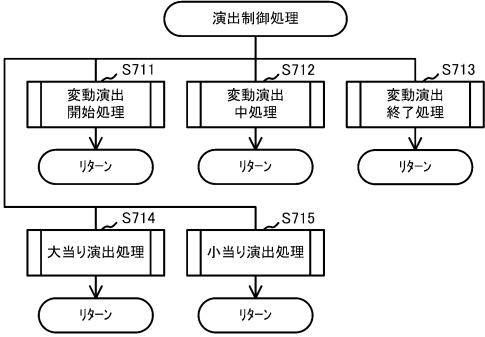 演出制御処理
S711
S712
S713
変動演出
開始処理
変動演出
中処理
変動演出
終了処理
リターン
リターン
リターン
S714
S715
大当り演出処理
小当り演出処理
リターン
リターン